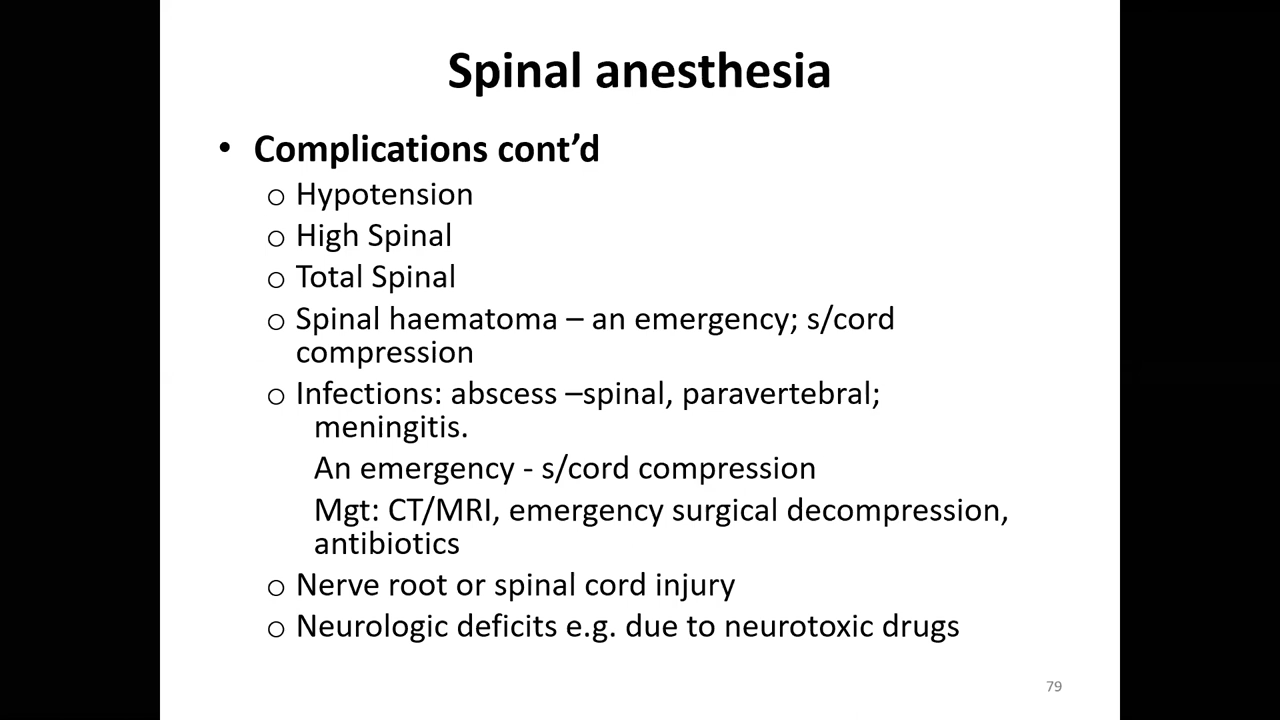 Spinal anesthesia
• Complications cont’d
o Hypotension
o High Spinal
o Total Spinal
o Spinal haematoma – an emergency; s/cord
compression
o Infections: abscess –spinal, paravertebral;
meningitis.
An emergency - s/cord compression
Mgt: CT/MRI, emergency surgical decompression,
antibiotics
o Nerve root or spinal cord injury
o Neurologic deficits e.g. due to neurotoxic drugs
79